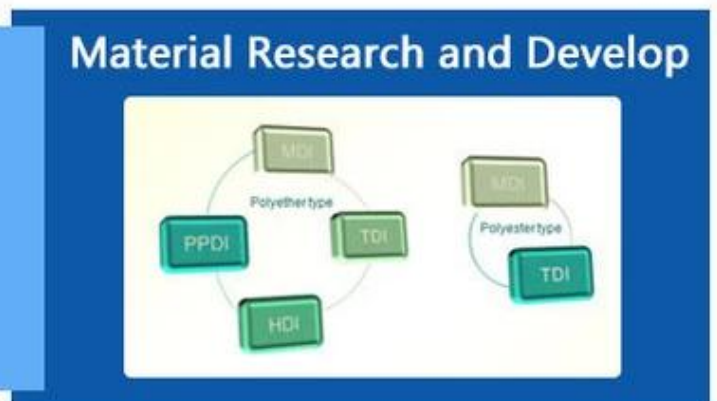 Material Research and Develop
MDI
Polyether type
PPDI
TDI
HDI
MDI
Polyester type
TDI